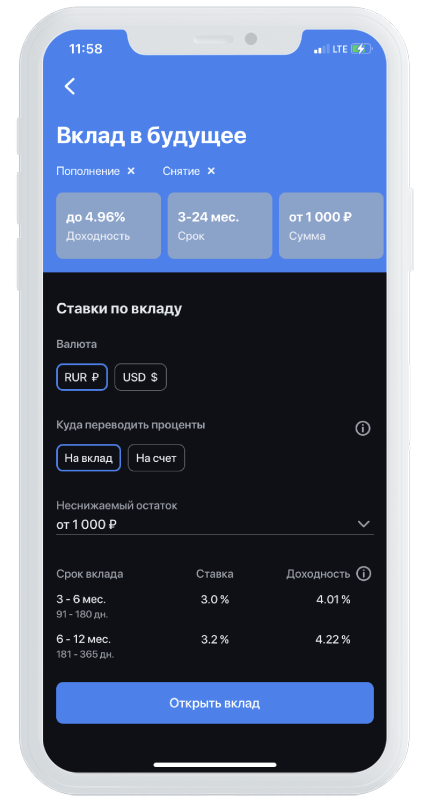 11:58 LTE
Вклад в будущее
Пополнение × Снятие ×
до 4.96% 3-24 мес. от 1 000 ₽
Доходность Срок Сумма
Ставки по вкладу
Валюта
RUR ₽ USD $
Куда переводить проценты
На вклад На счет
Неснижаемый остаток
от 1 000 ₽
Срок вклада Ставка Доходность
3 - 6 мес. 3.0 % 4.01 %
91 - 180 дн.
6 - 12 мес. 3.2 % 4.22 %
181 - 365 дн.
Открыть вклад